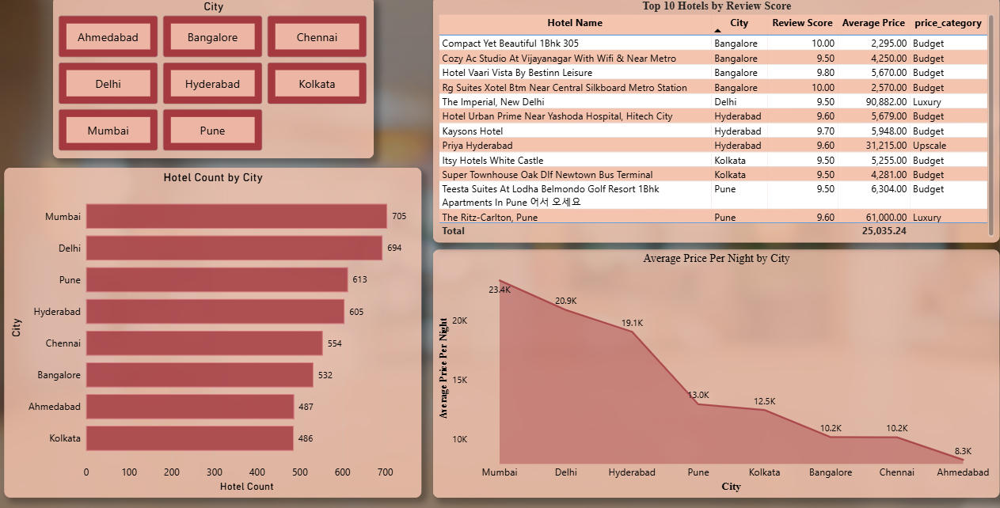 City
Ahmedabad Bangalore Chennai
Delhi Hyderabad Kolkata
Mumbai Pune
Hotel Count by City
City
Mumbai 705
Delhi 694
Pune 613
Hyderabad 605
Chennai 554
Bangalore 532
Ahmedabad 487
Kolkata 486
0 100 200 300 400 500 600 700
Hotel Count
Top 10 Hotels by Review Score
Hotel Name City Review Score Average Price price_category
Compact Yet Beautiful 1Bhk 305 Bangalore 10.00 2,295.00 Budget
Cozy Ac Studio At Vijayanagar With Wifi & Near Metro Bangalore 9.50 4,250.00 Budget
Hotel Vaari Vista By Bestinn Leisure Bangalore 9.80 5,670.00 Budget
Rg Suites Xotel Btm Near Central Silkboard Metro Station Bangalore 10.00 2,570.00 Budget
The Imperial, New Delhi Delhi 9.50 90,882.00 Luxury
Hotel Urban Prime Near Yashoda Hospital, Hitech City Hyderabad 9.60 5,679.00 Budget
Kaysons Hotel Hyderabad 9.70 5,948.00 Budget
Priya Hyderabad Hyderabad 9.60 31,215.00 Upscale
Itsy Hotels White Castle Kolkata 9.50 5,255.00 Budget
Super Townhouse Oak Dlf Newtown Bus Terminal Kolkata 9.50 4,281.00 Budget
Teesta Suites At Lodha Belmondo Golf Resort 1Bhk Pune 9.50 6,304.00 Budget
Apartments In Pune 어서 오세요
The Ritz-Carlton, Pune Pune 9.60 61,000.00 Luxury
Total 25,035.24
Average Price Per Night by City
Average Price Per Night
20K
15K
10K
23.4K
20.9K
19.1K
13.0K
12.5K
10.2K
10.2K
8.3K
Mumbai Delhi Hyderabad Pune Kolkata Bangalore Chennai Ahmedabad
City